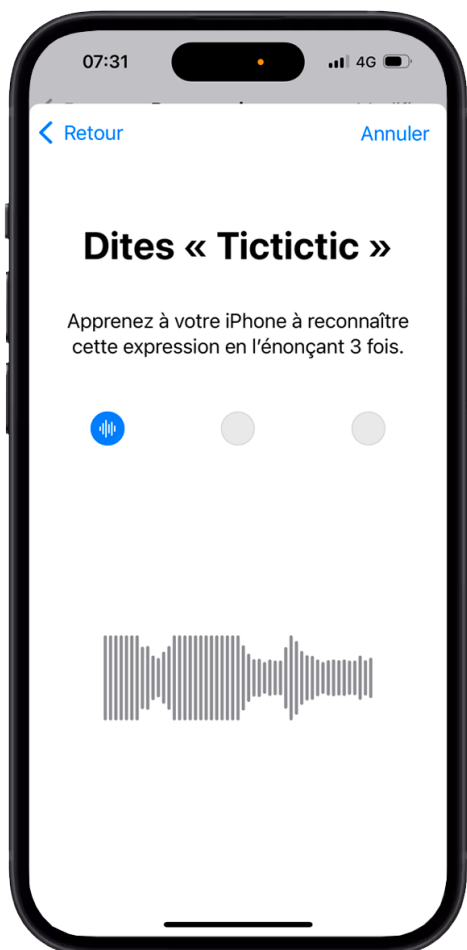 07:31 4G
Retour Annuler
Dites « Tictictic »
Apprenez à votre iPhone à reconnaître
cette expression en l’énonçant 3 fois.